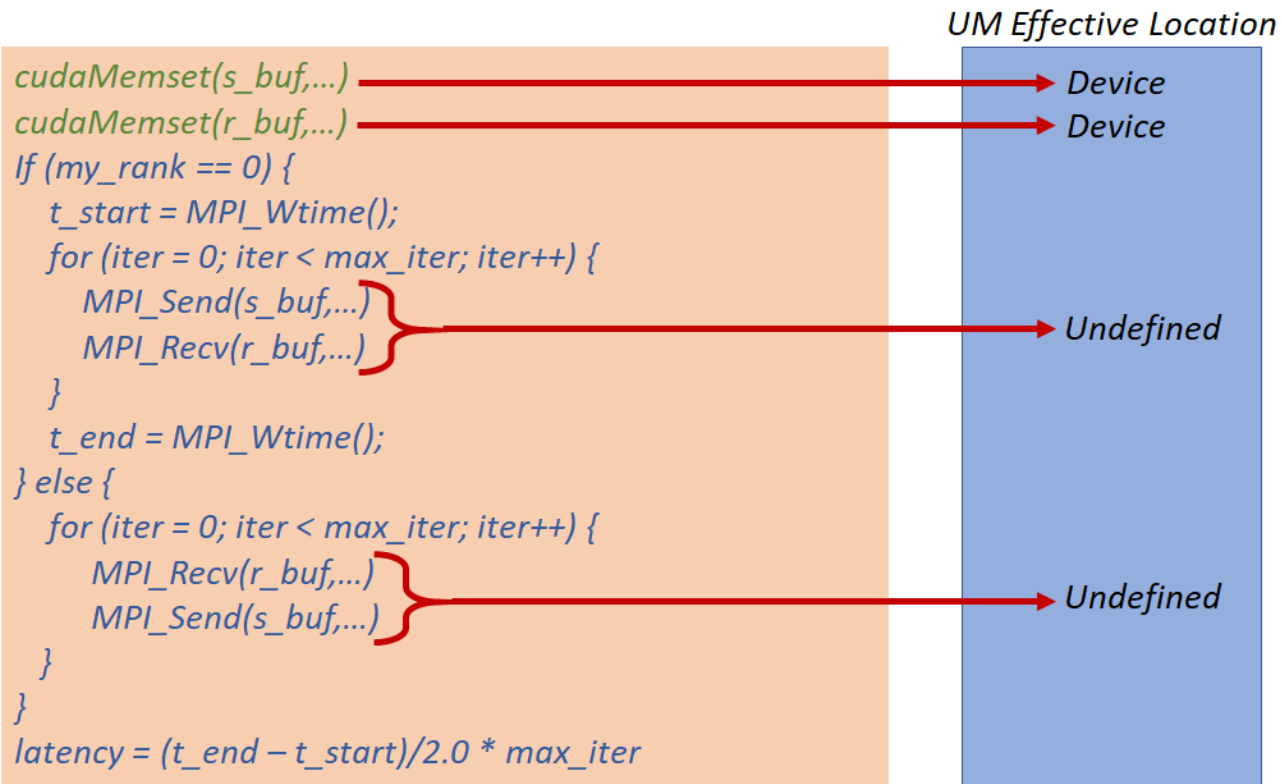 UM Effective Location
cudaMemset(s_buf,...) Device
cudaMemset(r_buf,...) Device
If (my_rank == 0) {
t_start = MPI_Wtime();
for (iter = 0; iter < max_iter; iter++) {
MPI_Send(s_buf,...)
Undefined
MPI_Recv(r_buf,...)
}
t_end = MPI_Wtime();
} else {
for (iter = 0; iter < max_iter; iter++) {
MPI_Recv(r_buf,...)
Undefined
MPI_Send(s_buf,...)
}
}
latency = (t_end – t_start)/2.0 * max_iter